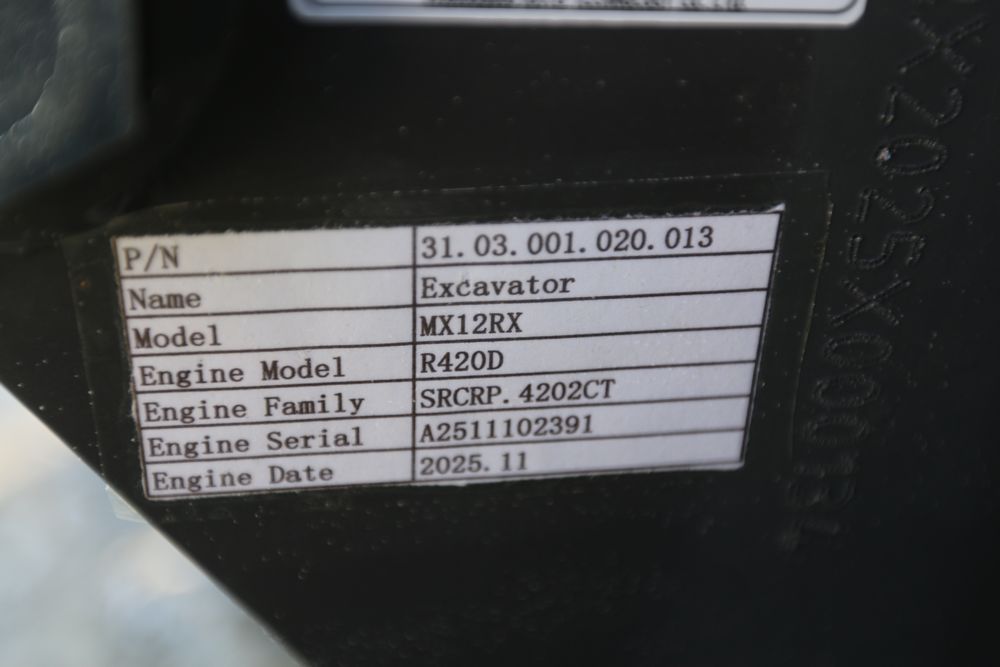 P/N 31.03.001.020.013
Name Excavator
Model MX12RX
Engine Model R420D
Engine Family SRCRP.4202CT
Engine Serial A2511102391
Engine Date 2025.11